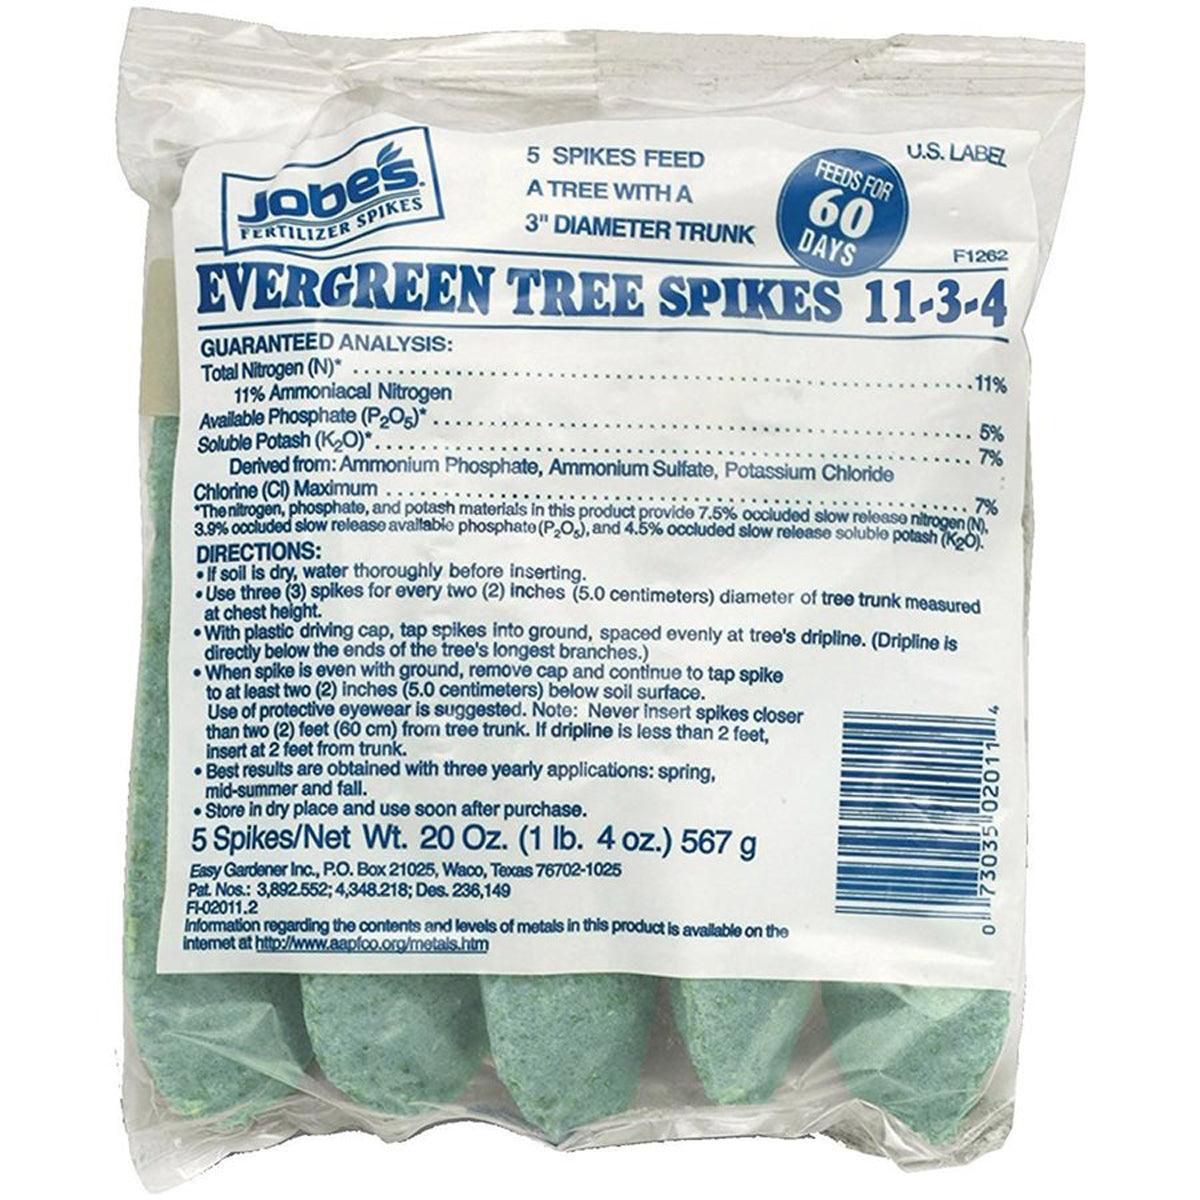 Jobe's.
FERTILIZER SPIKES
5 SPIKES FEED
A TREE WITH A
3" DIAMETER TRUNK
FEEDS FOR
60
DAYS
U.S. LABEL
F1262
EVERGREEN TREE SPIKES 11-3-4
GUARANTEED ANALYSIS:
Total Nitrogen (N)* ........ 11%
11% Ammoniacal Nitrogen
Available Phosphate (P₂O₅)* ........ 5%
Soluble Potash (K₂O)* ........ 7%
Derived from: Ammonium Phosphate, Ammonium Sulfate, Potassium Chloride
Chlorine (Cl) Maximum ........ 7%
*The nitrogen, phosphate, and potash materials in this product provide 7.5% occluded slow release nitrogen (N),
3.9% occluded slow release available phosphate (P₂O₅), and 4.5% occluded slow release soluble potash (K₂O).
DIRECTIONS:
• If soil is dry, water thoroughly before inserting.
• Use three (3) spikes for every two (2) inches (5.0 centimeters) diameter of tree trunk measured
at chest height.
• With plastic driving cap, tap spikes into ground, spaced evenly at tree's dripline. (Dripline is
directly below the ends of the tree's longest branches.)
• When spike is even with ground, remove cap and continue to tap spike
to at least two (2) inches (5.0 centimeters) below soil surface.
Use of protective eyewear is suggested. Note: Never insert spikes closer
than two (2) feet (60 cm) from tree trunk. If dripline is less than 2 feet,
insert at 2 feet from trunk.
• Best results are obtained with three yearly applications: spring,
mid-summer and fall.
• Store in dry place and use soon after purchase.
5 Spikes/Net Wt. 20 Oz. (1 lb. 4 oz.) 567 g
Easy Gardener Inc., P.O. Box 21025, Waco, Texas 76702-1025
Pat. Nos.: 3,892.552; 4,348.218; Des. 236,149
FI-02011.2
Information regarding the contents and levels of metals in this product is available on the
internet at http://www.aapfco.org/metals.htm
0 73035 02011 4